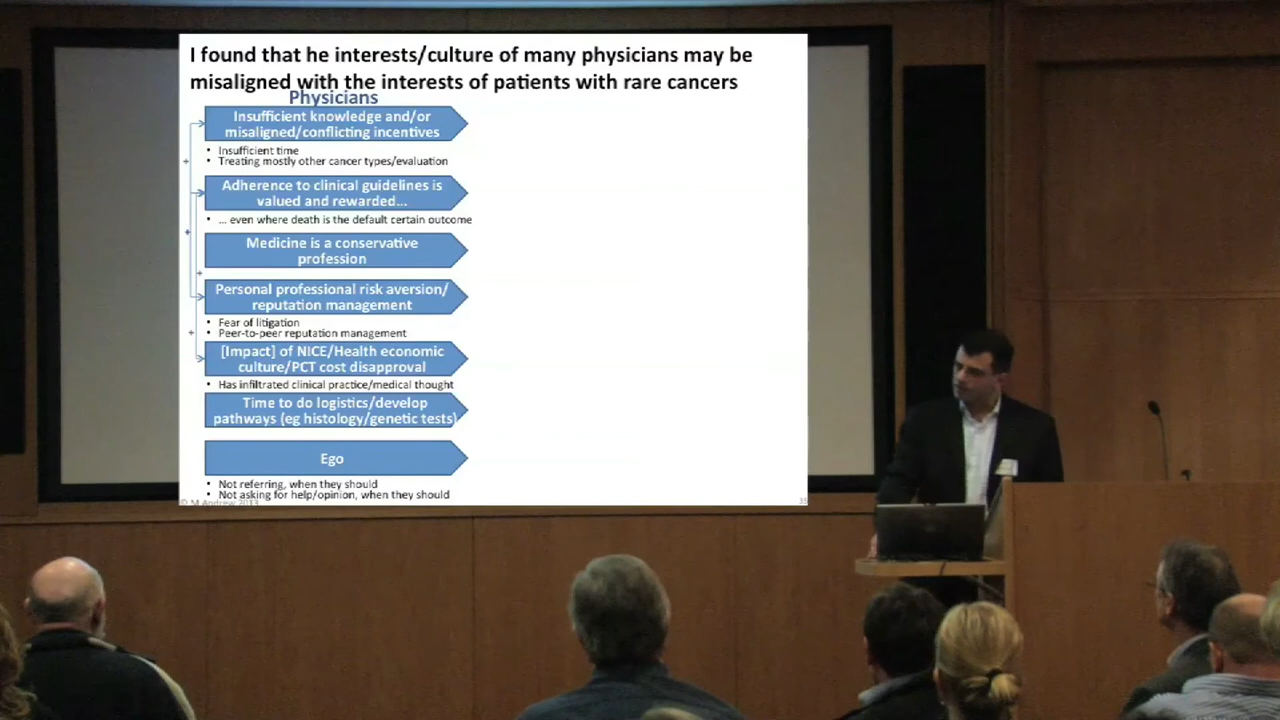 I found that he interests/culture of many physicians may be
misaligned with the interests of patients with rare cancers
Physicians
Insufficient knowledge and/or
misaligned/conflicting incentives
• Insufficient time
• Treating mostly other cancer types/evaluation
Adherence to clinical guidelines is
valued and rewarded...
• ... even where death is the default certain outcome
Medicine is a conservative
profession
Personal professional risk aversion/
reputation management
• Fear of litigation
• Peer-to-peer reputation management
[Impact] of NICE/Health economic
culture/PCT cost disapproval
• Has infiltrated clinical practice/medical thought
Time to do logistics/develop
pathways (eg histology/genetic tests)
Ego
• Not referring, when they should
• Not asking for help/opinion, when they should
© M Andrew 2013